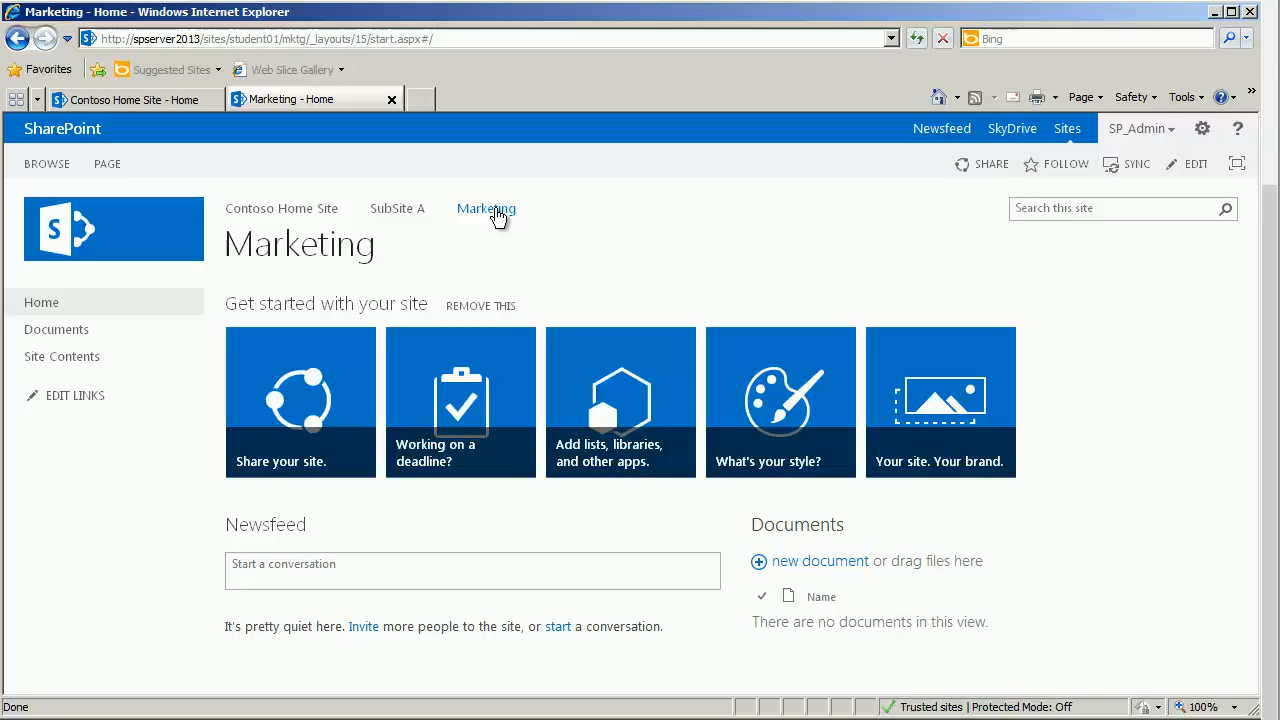 Marketing - Home - Windows Internet Explorer
http://spserver2013/sites/student01/mktg/_layouts/15/start.aspx#/
Bing
Favorites
Suggested Sites
Web Slice Gallery
Contoso Home Site - Home
Marketing - Home
Page
Safety
Tools
SharePoint
Newsfeed
SkyDrive
Sites
SP_Admin
BROWSE
PAGE
SHARE
FOLLOW
SYNC
EDIT
Contoso Home Site
SubSite A
Marketing
Search this site
Marketing
Home
Documents
Site Contents
EDIT LINKS
Get started with your site
REMOVE THIS
Share your site.
Working on a
deadline?
Add lists, libraries,
and other apps.
What's your style?
Your site. Your brand.
Newsfeed
Start a conversation
It's pretty quiet here. Invite more people to the site, or start a conversation.
Documents
new document or drag files here
Name
There are no documents in this view.
Done
Trusted sites | Protected Mode: Off
100%